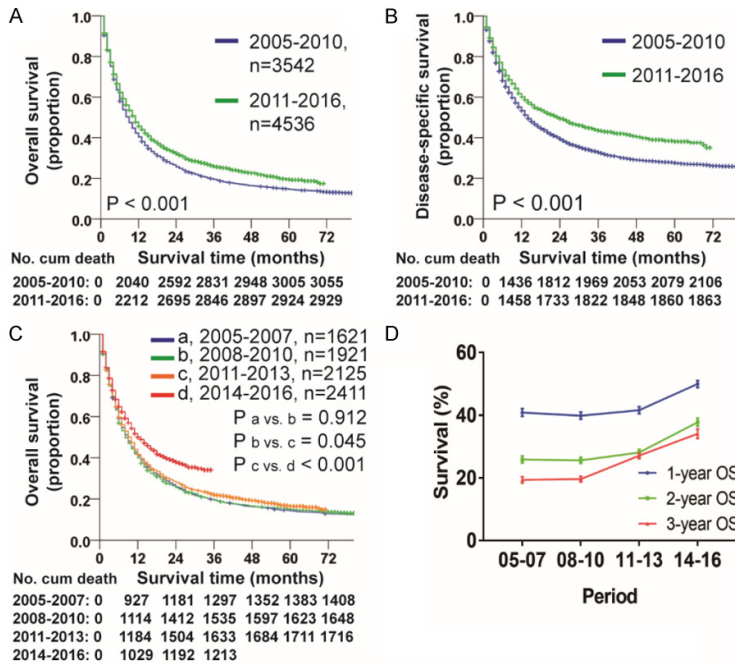 A
Overall survival
(proportion)
1.0
0.8
0.6
0.4
0.2
0.0
2005-2010,
n=3542
2011-2016,
n=4536
P < 0.001
0 12 24 36 48 60 72
No. cum death Survival time (months)
2005-2010: 0 2040 2592 2831 2948 3005 3055
2011-2016: 0 2212 2695 2846 2897 2924 2929
B
Disease-specific survival
(proportion)
1.0
0.8
0.6
0.4
0.2
0.0
2005-2010
2011-2016
P < 0.001
0 12 24 36 48 60 72
No. cum death Survival time (months)
2005-2010: 0 1436 1812 1969 2053 2079 2106
2011-2016: 0 1458 1733 1822 1848 1860 1863
C
Overall survival
(proportion)
1.0
0.8
0.6
0.4
0.2
0.0
a, 2005-2007, n=1621
b, 2008-2010, n=1921
c, 2011-2013, n=2125
d, 2014-2016, n=2411
P a vs. b = 0.912
P b vs. c = 0.045
P c vs. d < 0.001
0 12 24 36 48 60 72
No. cum death Survival time (months)
2005-2007: 0 927 1181 1297 1352 1383 1408
2008-2010: 0 1114 1412 1535 1597 1623 1648
2011-2013: 0 1184 1504 1633 1684 1711 1716
2014-2016: 0 1029 1192 1213
D
Survival (%)
60
40
20
0
1-year OS
2-year OS
3-year OS
05-07 08-10 11-13 14-16
Period